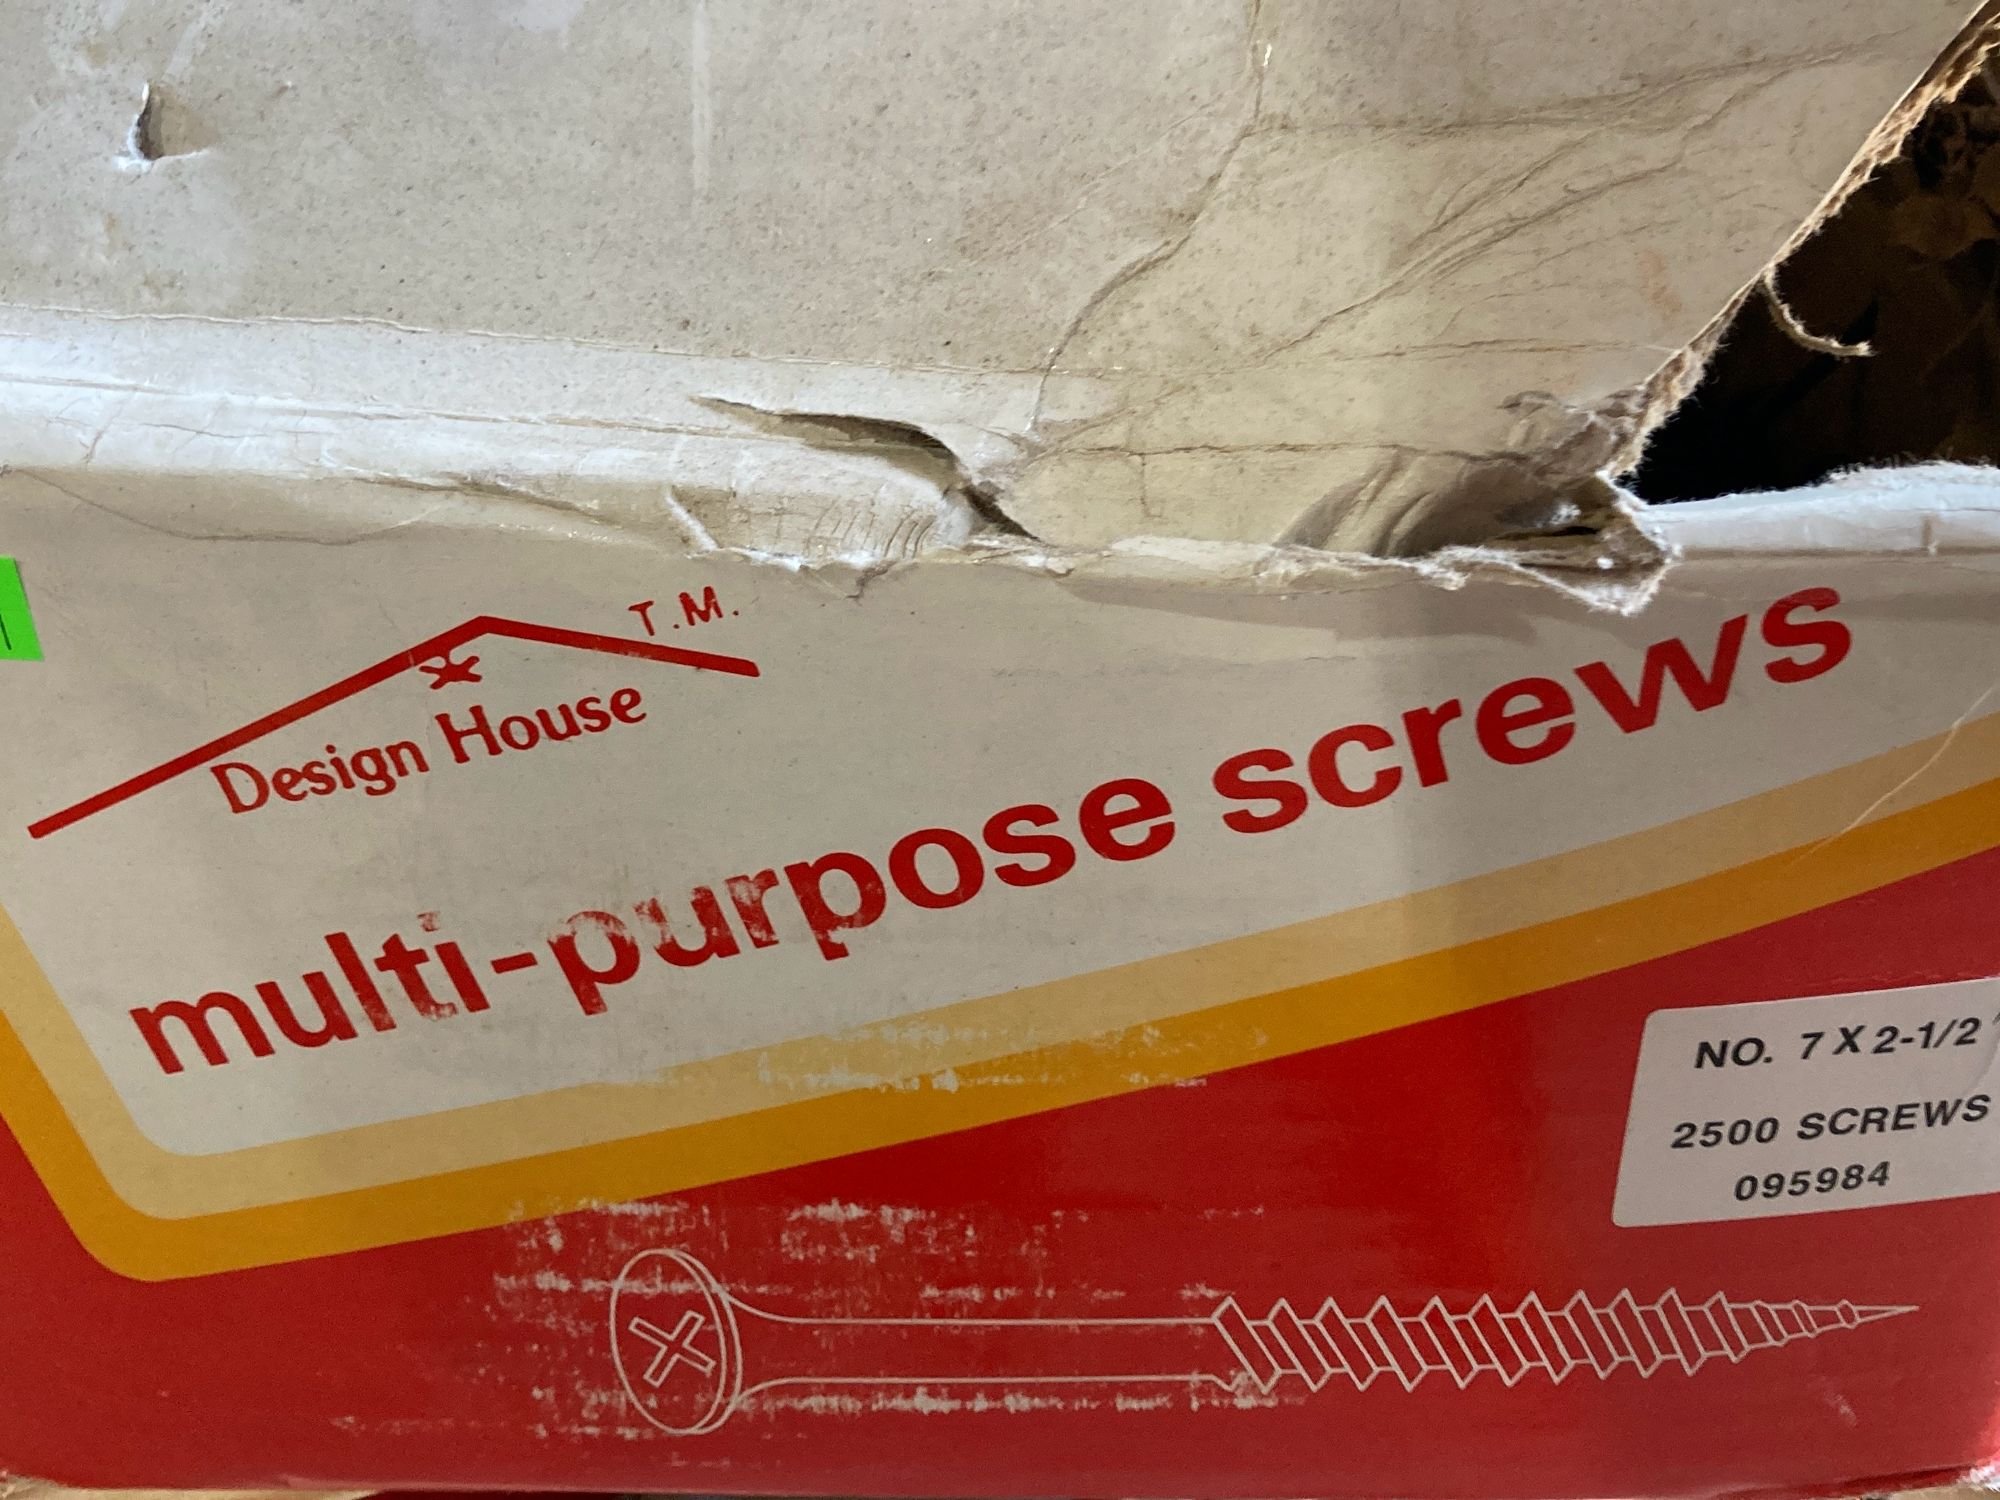 T.M.
Design House
multi-purpose screws
NO. 7 X 2-1/2"
2500 SCREWS
095984